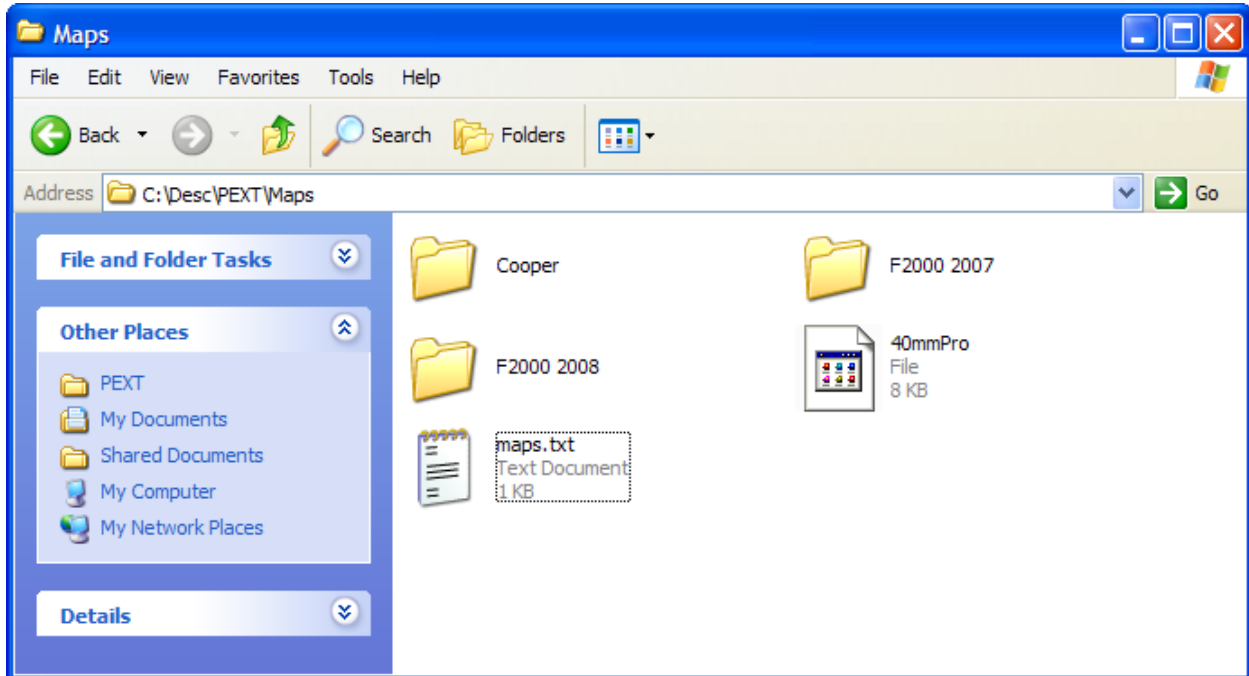 Maps
File Edit View Favorites Tools Help
Back Search Folders
Address C:\Desc\PEXT\Maps Go
File and Folder Tasks
Other Places
PEXT
My Documents
Shared Documents
My Computer
My Network Places
Details
Cooper
F2000 2007
F2000 2008
40mmPro
File
8 KB
maps.txt
Text Document
1 KB